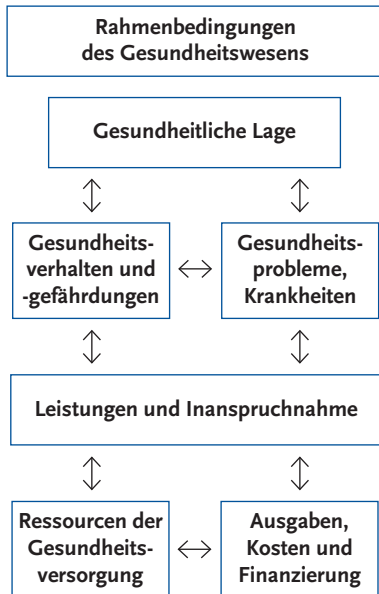 Rahmenbedingungen
des Gesundheitswesens
Gesundheitliche Lage
Gesundheits-
verhalten und
-gefährdungen
Gesundheits-
probleme,
Krankheiten
Leistungen und Inanspruchnahme
Ressourcen der
Gesundheits-
versorgung
Ausgaben,
Kosten und
Finanzierung